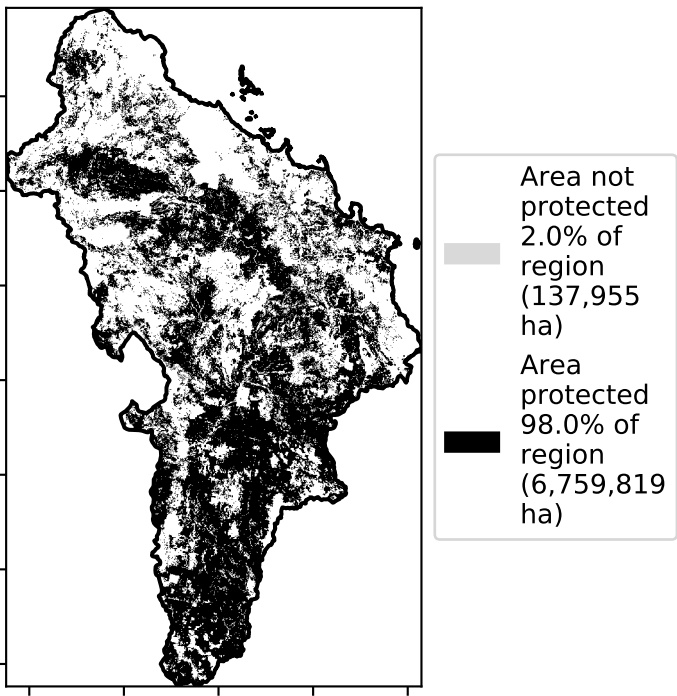 Area not
protected
2.0% of
region
(137,955
ha)
Area
protected
98.0% of
region
(6,759,819
ha)